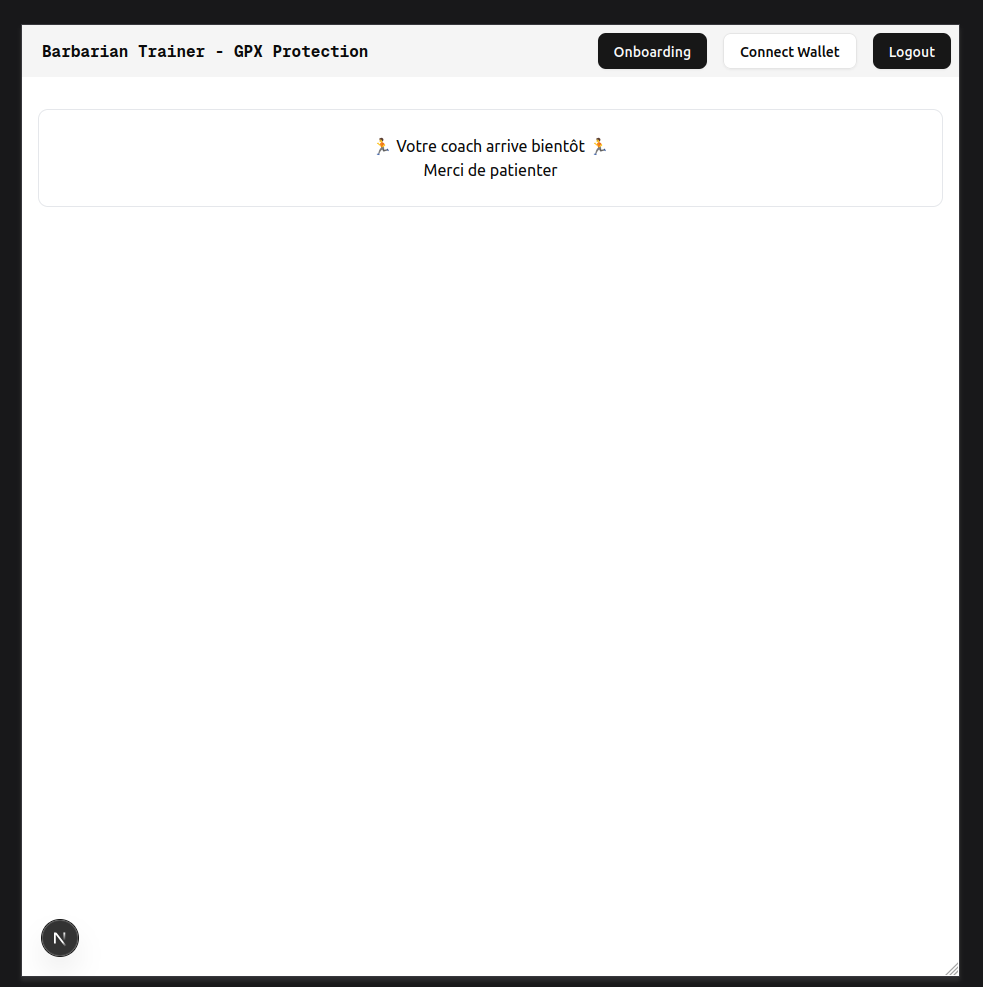 Barbarian Trainer - GPX Protection
Onboarding
Connect Wallet
Logout
🏃 Votre coach arrive bientôt 🏃
Merci de patienter
N